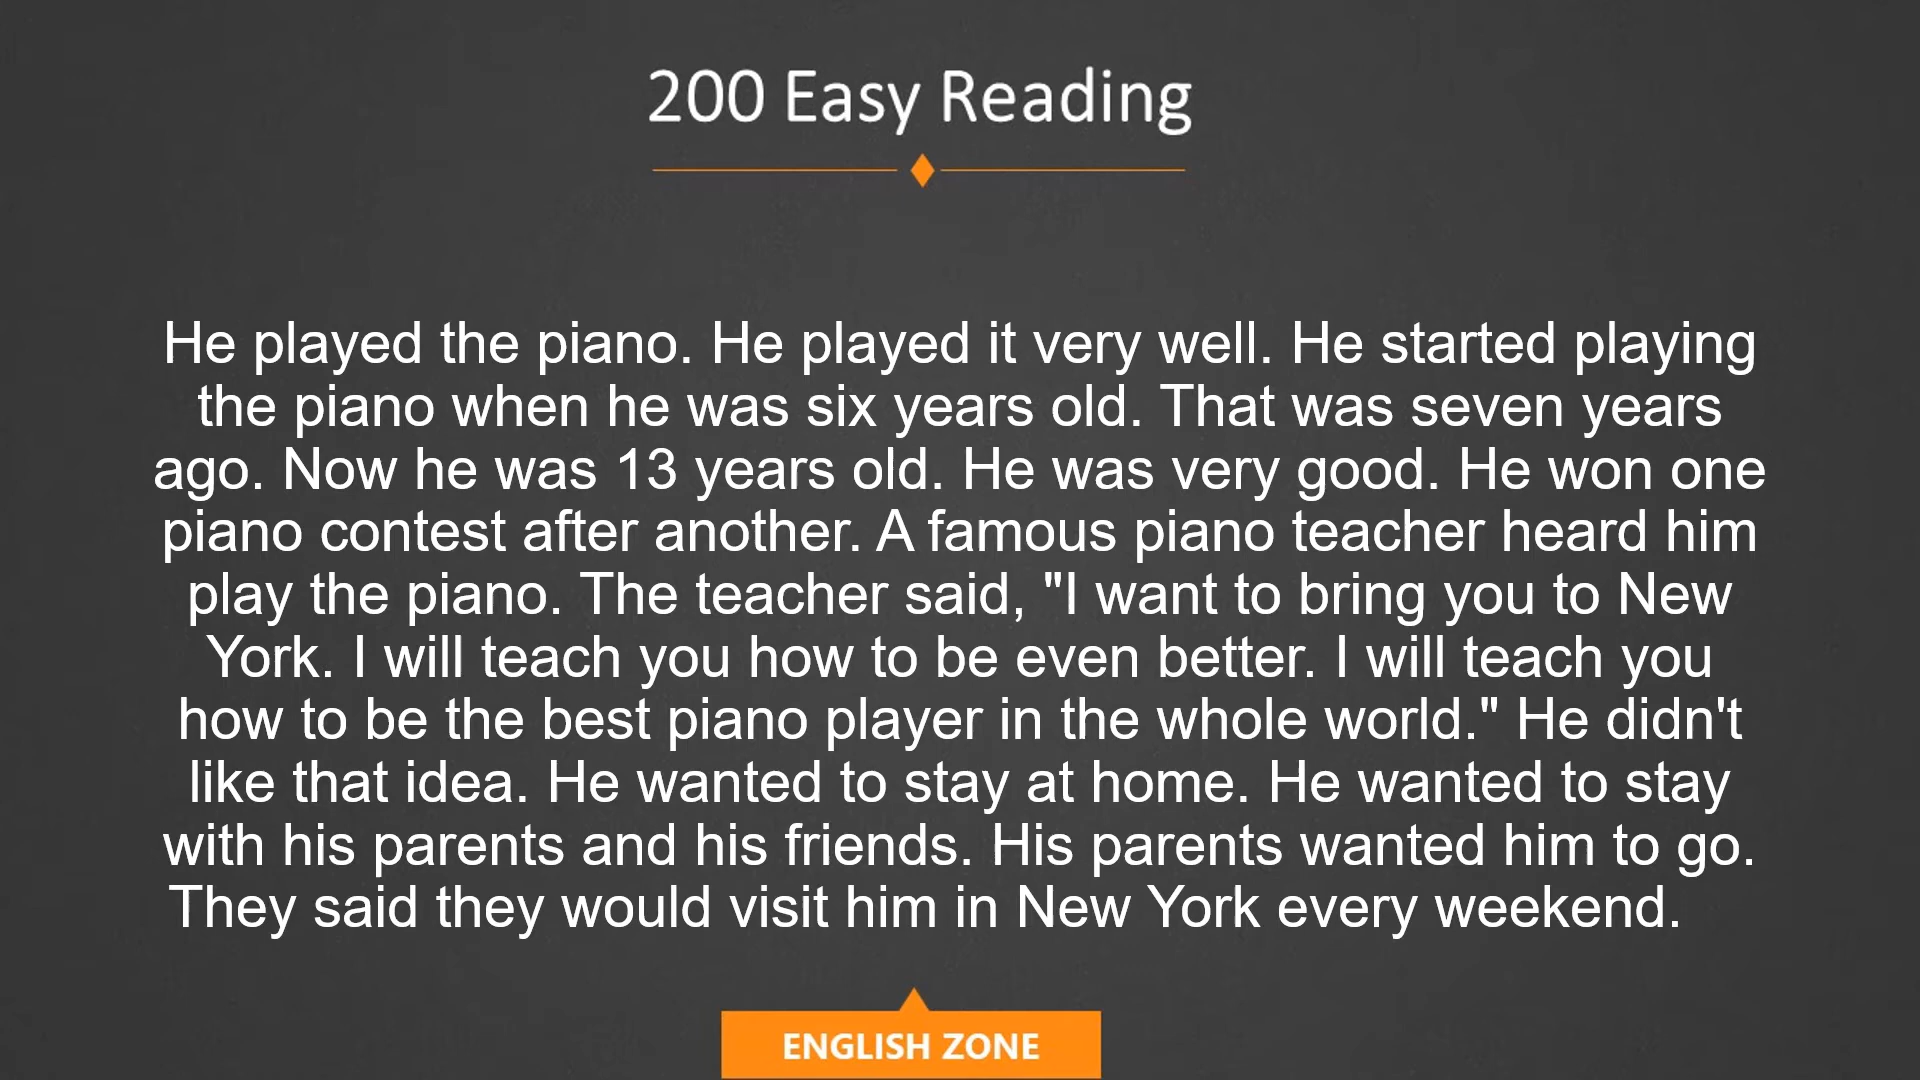 200 Easy Reading
He played the piano. He played it very well. He started playing
the piano when he was six years old. That was seven years
ago. Now he was 13 years old. He was very good. He won one
piano contest after another. A famous piano teacher heard him
play the piano. The teacher said, "I want to bring you to New
York. I will teach you how to be even better. I will teach you
how to be the best piano player in the whole world." He didn't
like that idea. He wanted to stay at home. He wanted to stay
with his parents and his friends. His parents wanted him to go.
They said they would visit him in New York every weekend.
ENGLISH ZONE